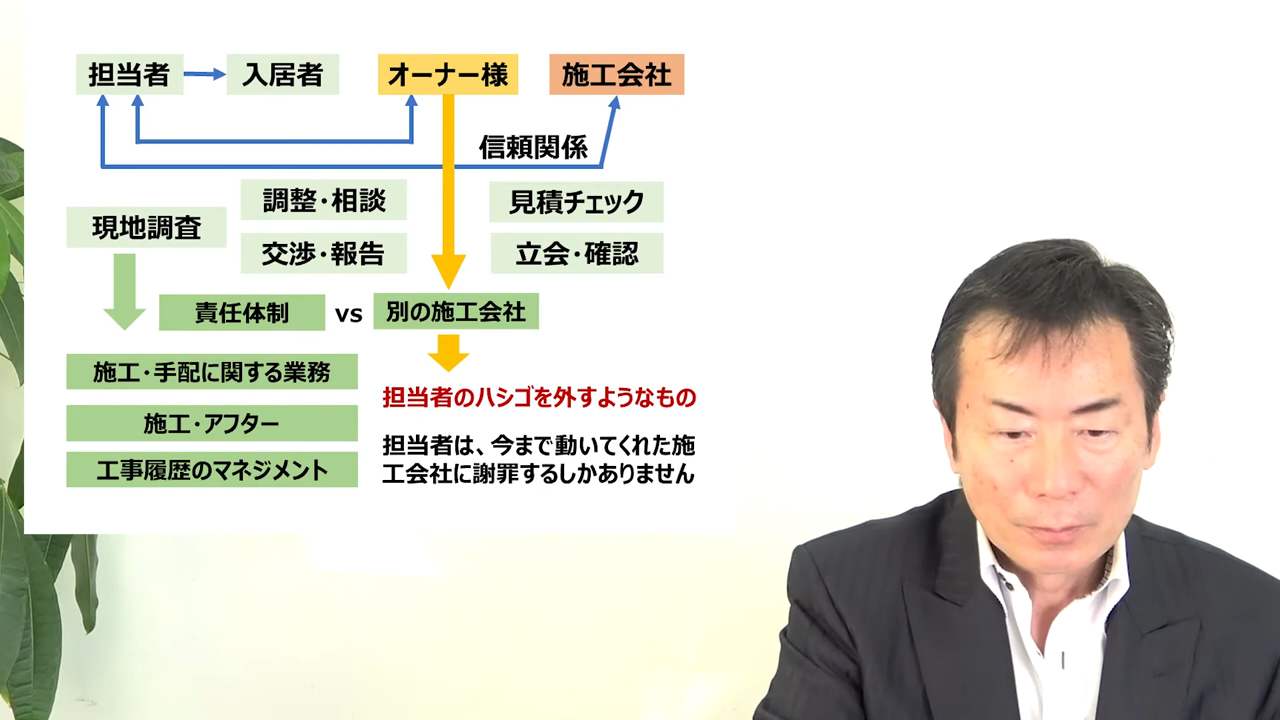 担当者
入居者
オーナー様
施工会社
信頼関係
調整・相談
見積チェック
現地調査
交渉・報告
立会・確認
責任体制
vs
別の施工会社
施工・手配に関する業務
担当者のハシゴを外すようなもの
施工・アフター
担当者は、今まで動いてくれた施
工会社に謝罪するしかありません
工事履歴のマネジメント